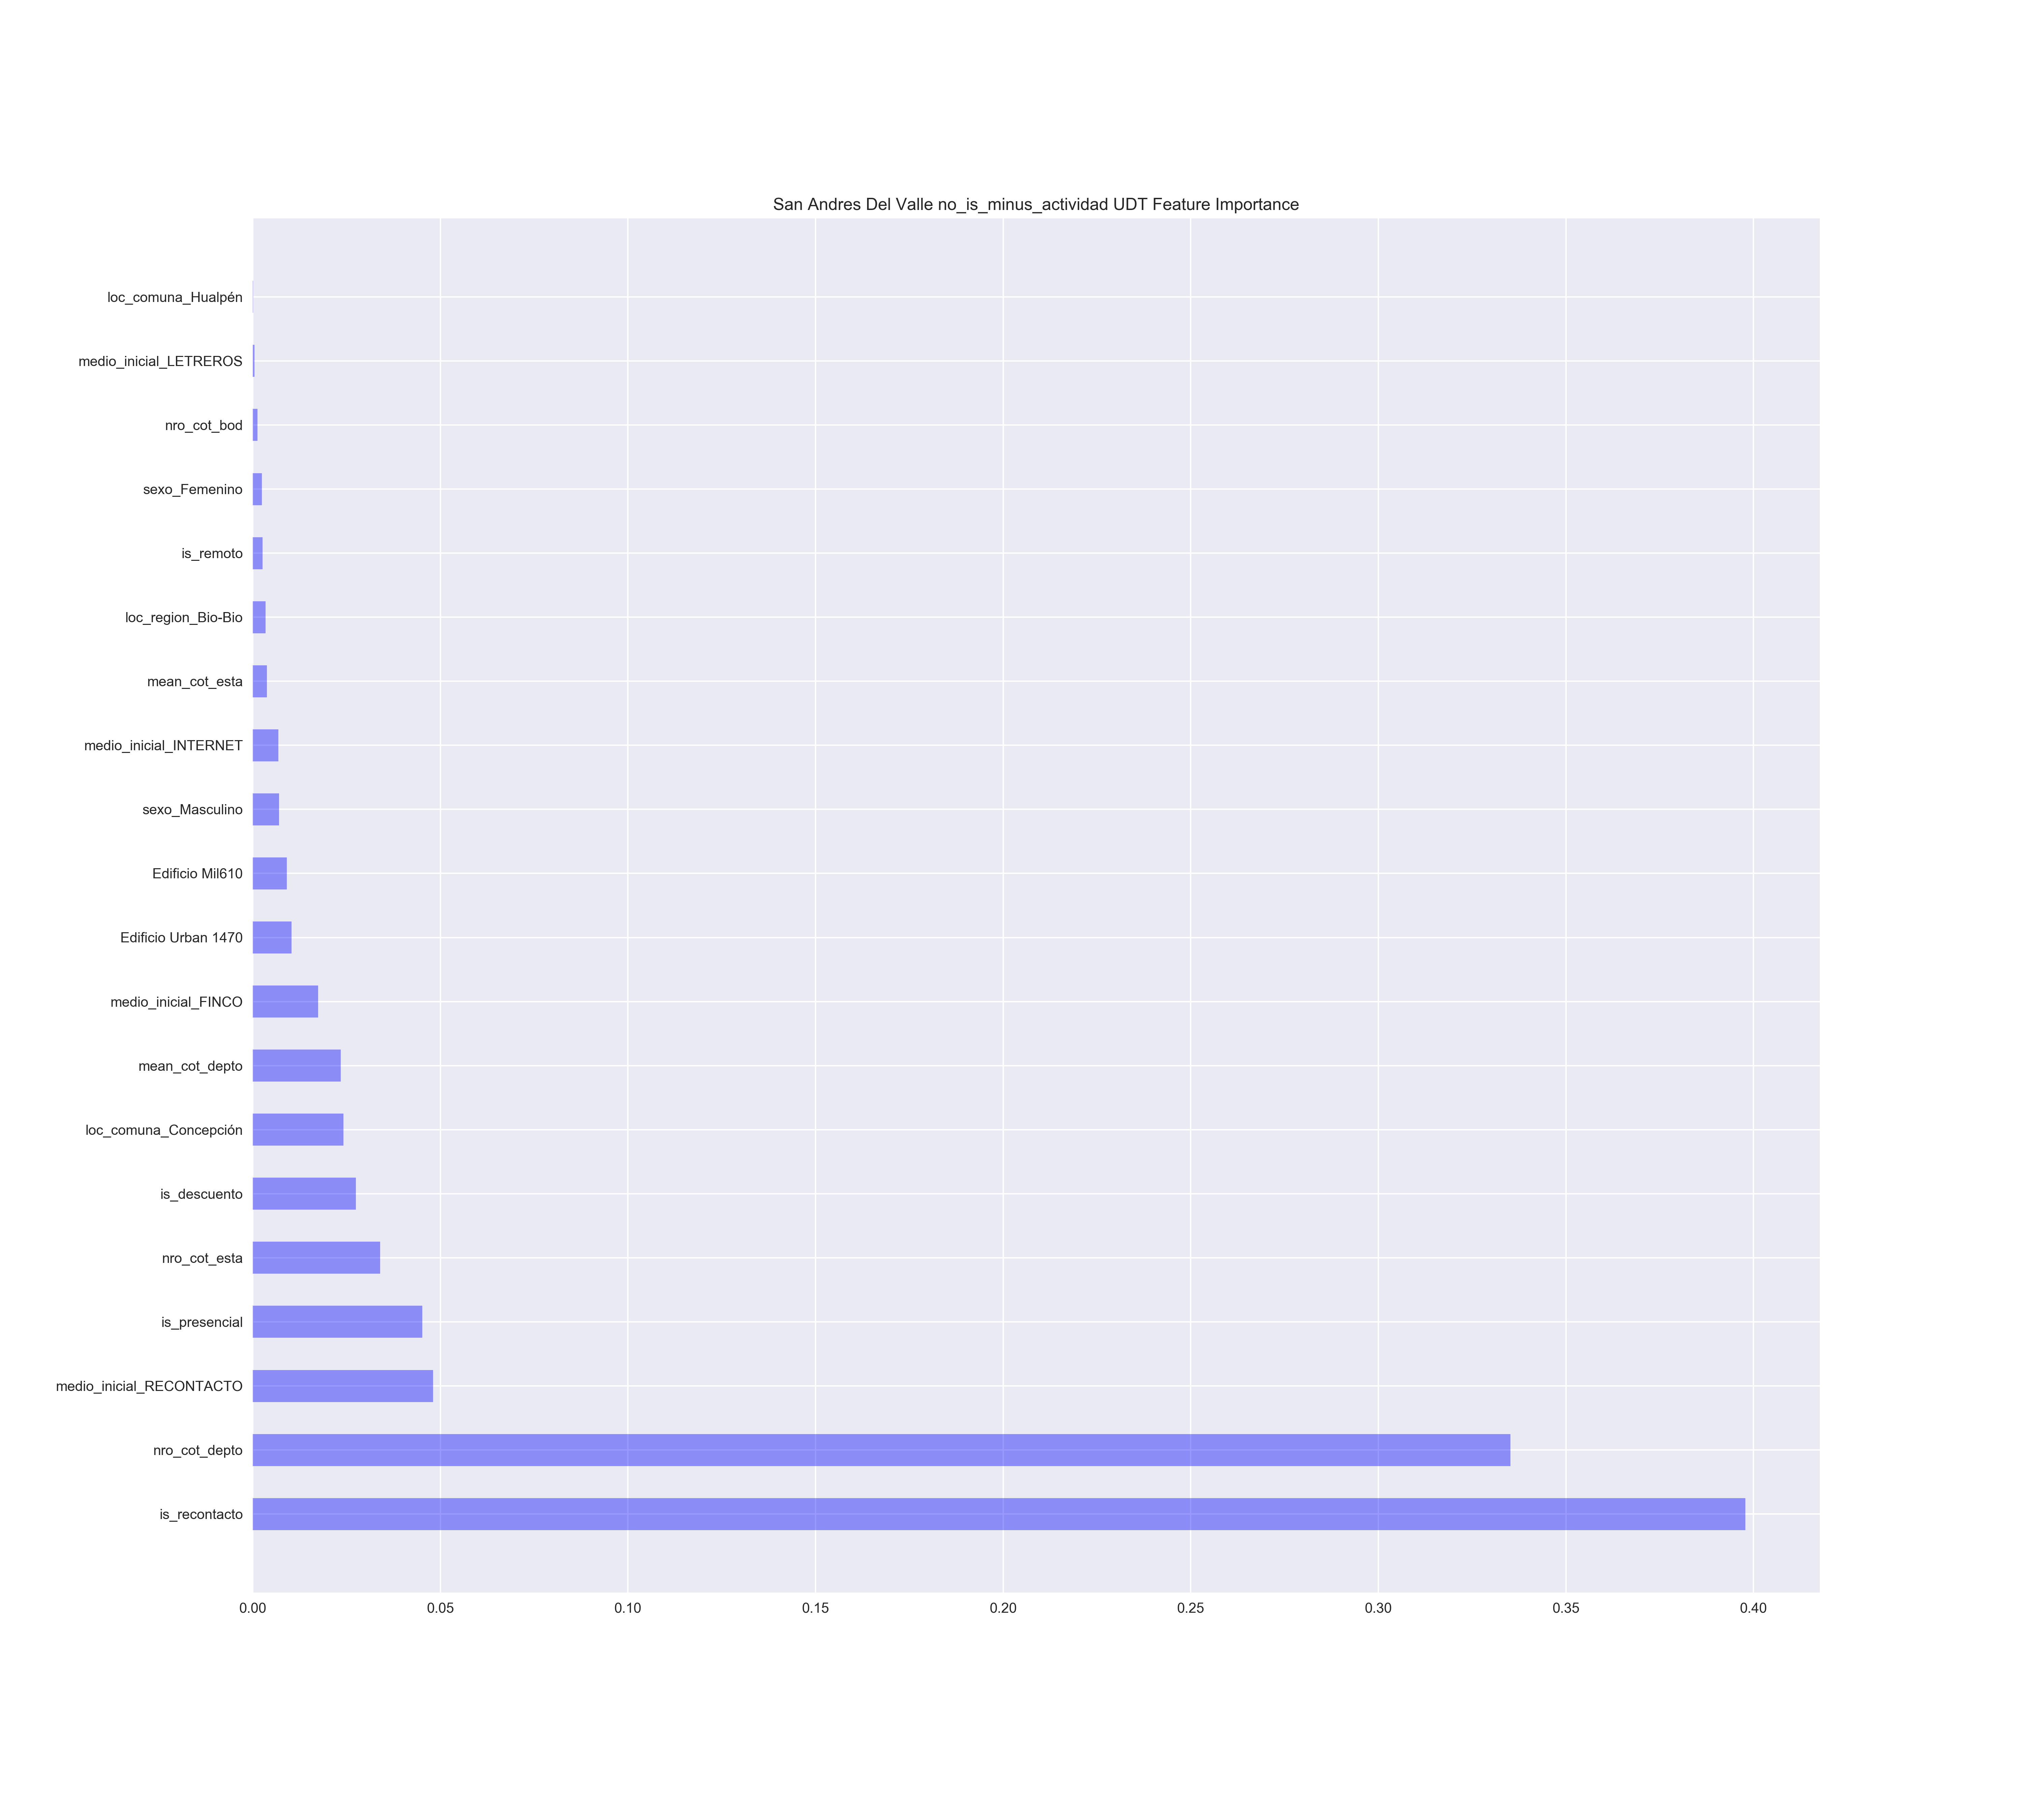 San Andres Del Valle no_is_minus_actividad UDT Feature Importance
loc_comuna_Hualpén
medio_inicial_LETREROS
nro_cot_bod
sexo_Femenino
is_remoto
loc_region_Bio-Bio
mean_cot_esta
medio_inicial_INTERNET
sexo_Masculino
Edificio Mil610
Edificio Urban 1470
medio_inicial_FINCO
mean_cot_depto
loc_comuna_Concepción
is_descuento
nro_cot_esta
is_presencial
medio_inicial_RECONTACTO
nro_cot_depto
is_recontacto
0.00 0.05 0.10 0.15 0.20 0.25 0.30 0.35 0.40